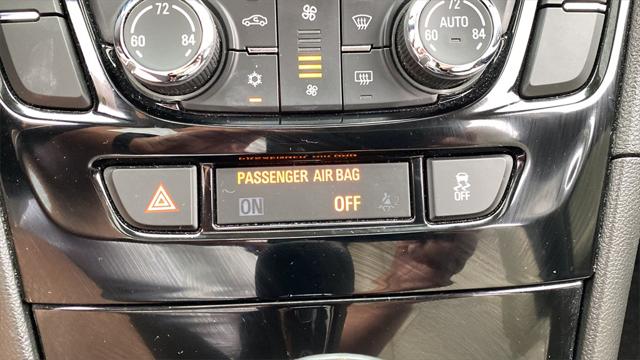 72
60 84
72
AUTO
60 84
PASSENGER AIR BAG
ON OFF
OFF